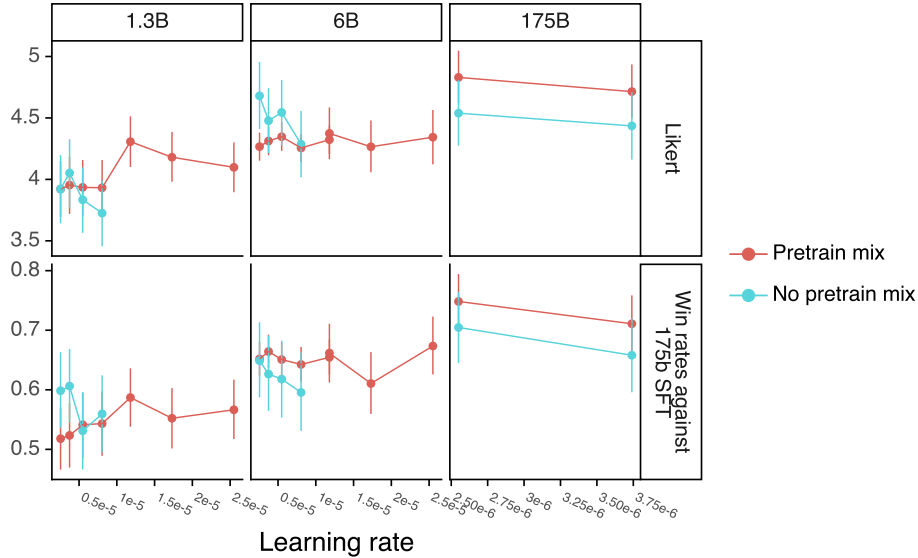 1.3B
6B
175B
5
4.5
4
3.5
Likert
0.8
0.7
0.6
0.5
Win rates against
175b SFT
0.5e-5
1e-5
1.5e-5
2e-5
2.5e-5
0.5e-5
1e-5
1.5e-5
2e-5
2.5e-5
2.50e-6
2.75e-6
3e-6
3.25e-6
3.50e-6
3.75e-6
Learning rate
Pretrain mix
No pretrain mix